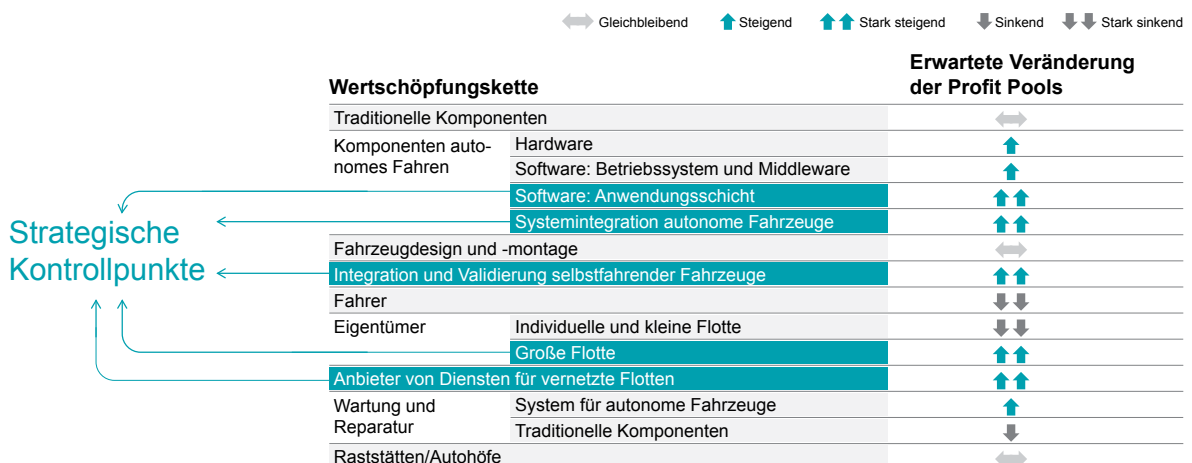 Gleichbleibend Steigend Stark steigend Sinkend Stark sinkend
Erwartete Veränderung
Wertschöpfungskette der Profit Pools
Traditionelle Komponenten
Komponenten auto- Hardware
nomes Fahren Software: Betriebssystem und Middleware
Software: Anwendungsschicht
Systemintegration autonome Fahrzeuge
Strategische
Kontrollpunkte
Fahrzeugdesign und -montage
Integration und Validierung selbstfahrender Fahrzeuge
Fahrer
Eigentümer Individuelle und kleine Flotte
Große Flotte
Anbieter von Diensten für vernetzte Flotten
Wartung und System für autonome Fahrzeuge
Reparatur Traditionelle Komponenten
Raststätten/Autohöfe